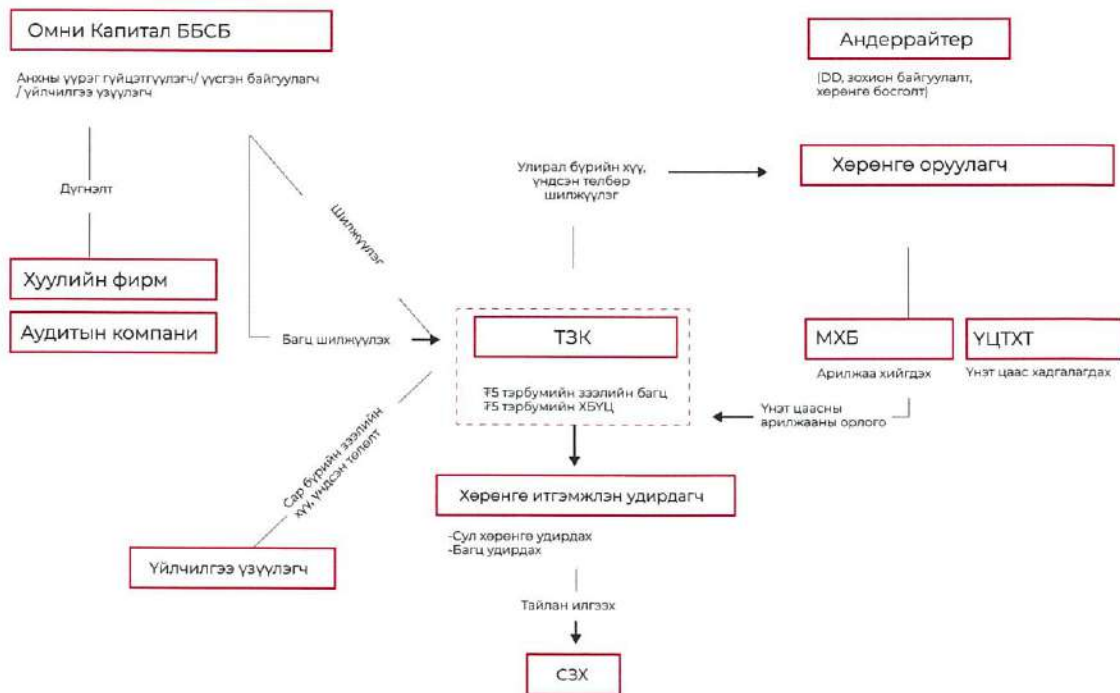 Омни Капитал ББСБ
Анхны үүрэг гүйцэтгүүлэгч/ үүсгэн байгуулагч
/ үйлчилгээ үзүүлэгч
Андеррайтер
(DD, зохион байгуулалт,
хөрөнгө босголт)
Дүгнэлт
Шилжүүлэг
Улирал бүрийн хүү,
үндсэн төлбөр
шилжүүлэг
Хөрөнгө оруулагч
Хуулийн фирм
Аудитын компани
Багц шилжүүлэх
ТЗК
₮5 тэрбумийн зээлийн багц
₮5 тэрбумийн ХБҮЦ
МХБ
Арилжаа хийгдэх
ҮЦТХТ
Үнэт цаас хадгалагдах
Үнэт цаасны
арилжааны орлого
Сар бүрийн зээлийн
хүү, үндсэн төлөлт
Хөрөнгө итгэмжлэн удирдагч
-Сул хөрөнгө удирдах
-Багц удирдах
Үйлчилгээ үзүүлэгч
Тайлан илгээх
СЗХ